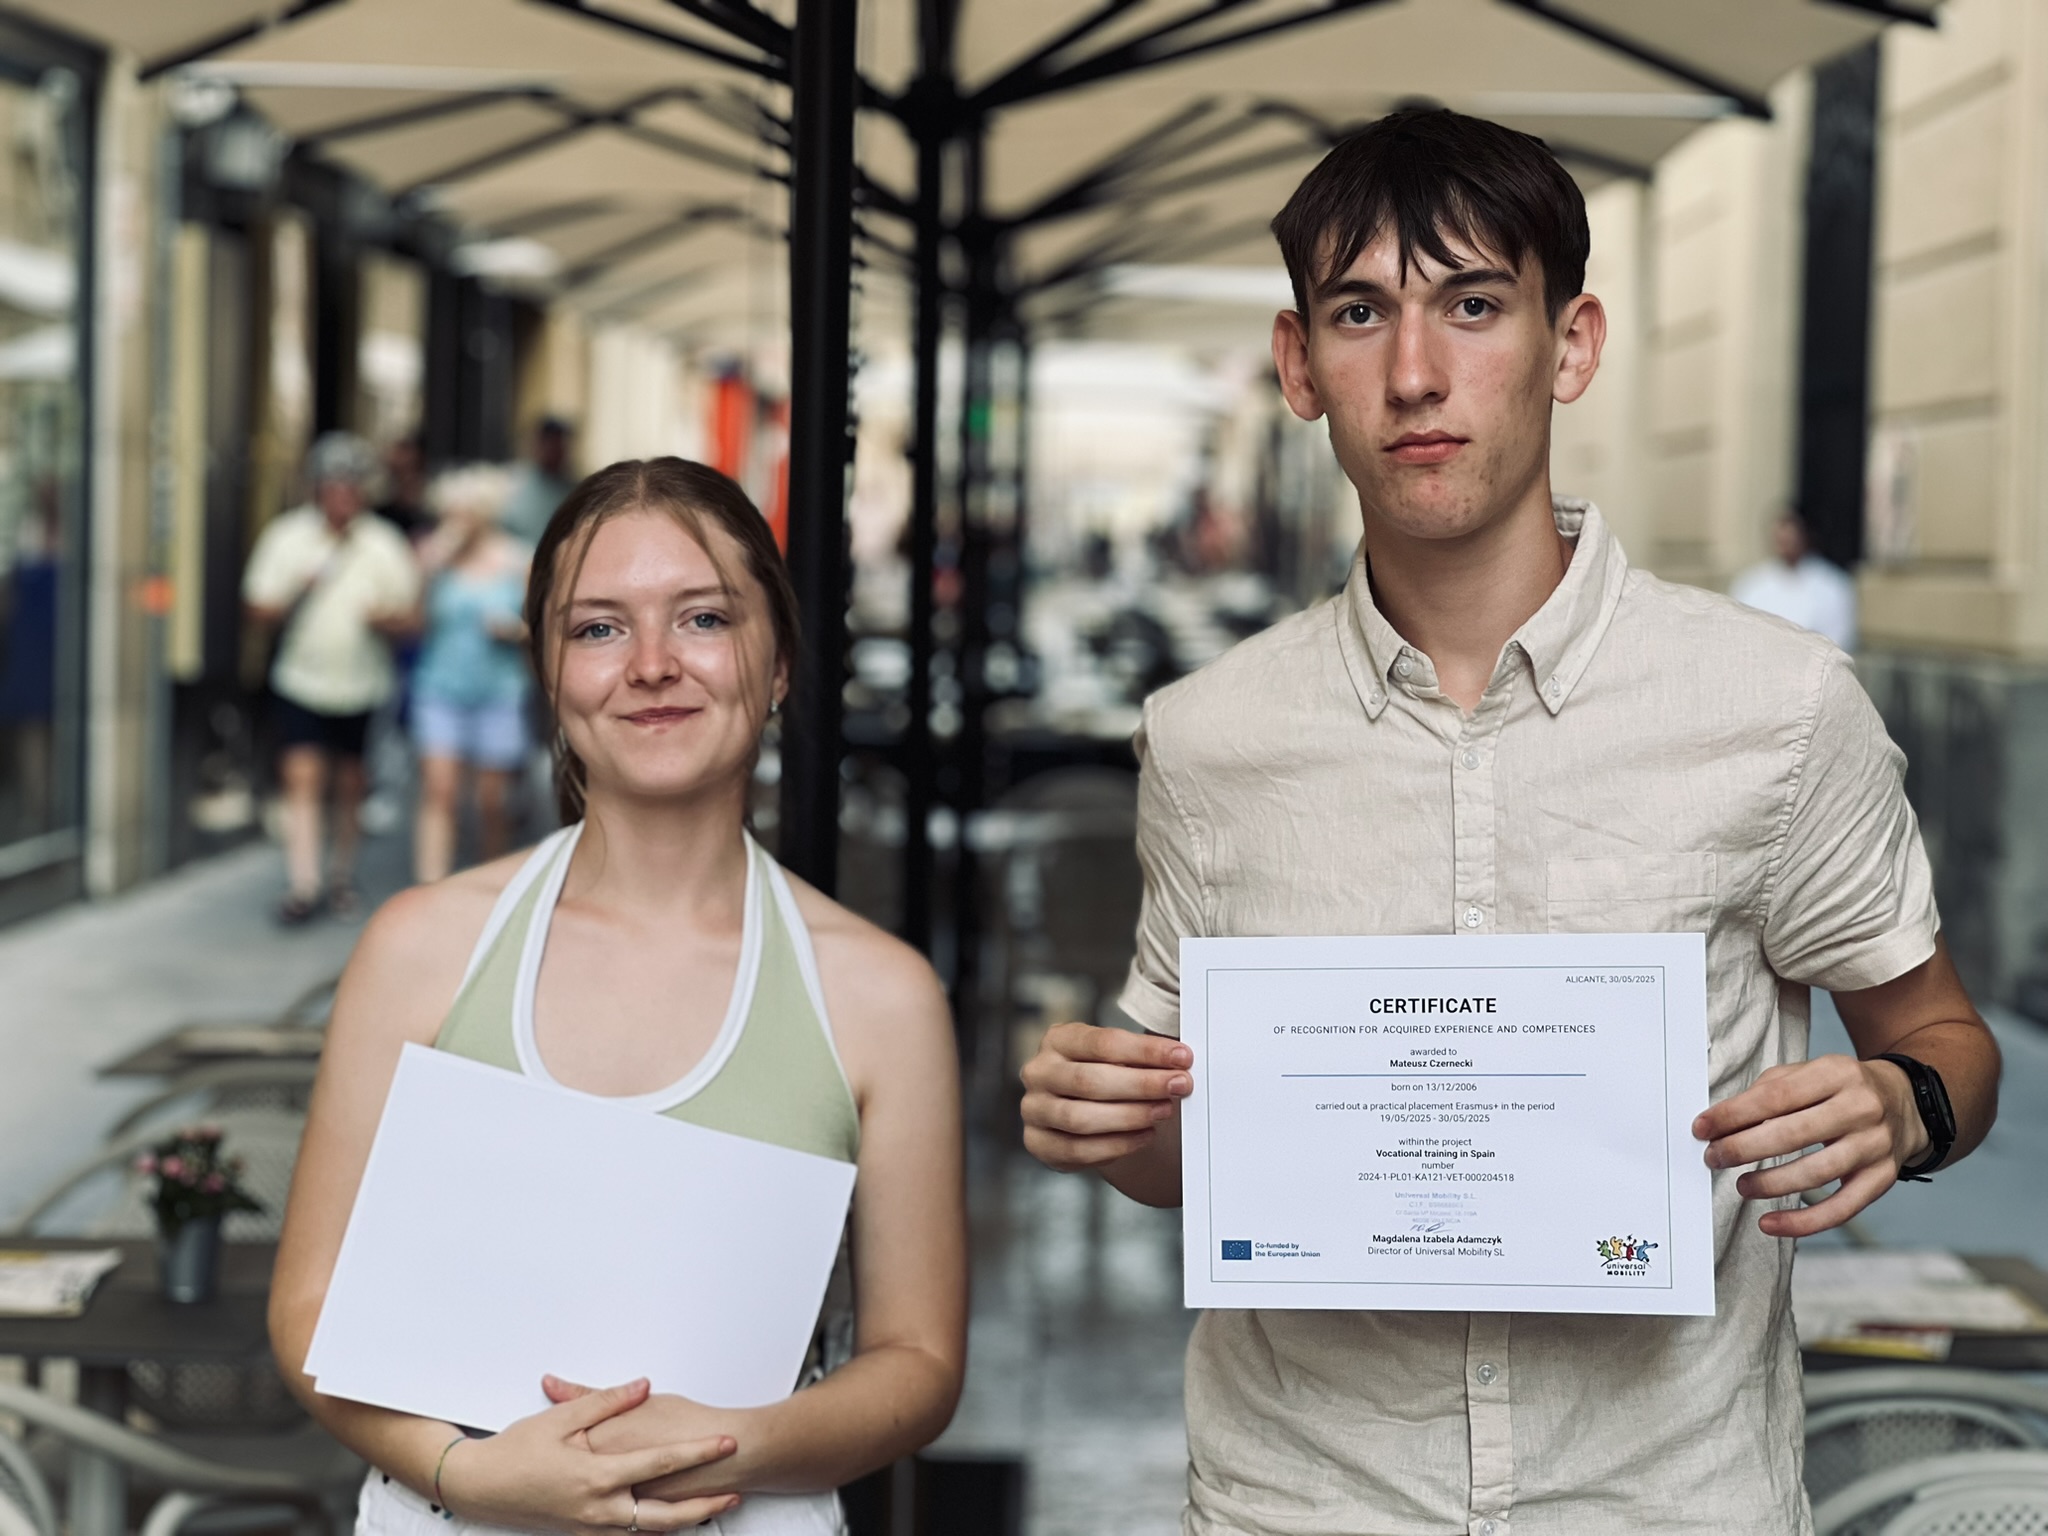 ALICANTE, 30/05/2025
CERTIFICATE
OF RECOGNITION FOR ACQUIRED EXPERIENCE AND COMPETENCES
awarded to
Mateusz Czernecki
born on 13/12/2006
carried out a practical placement Erasmus+ in the period
19/05/2025 - 30/05/2025
within the project
Vocational training in Spain
number
2024-1-PL01-KA121-VET-000204518
Universal Mobility S.L.
C.I.F.
Magdalena Izabela Adamczyk
Director of Universal Mobility SL
Co-funded by
the European Union
universal
MOBILITY